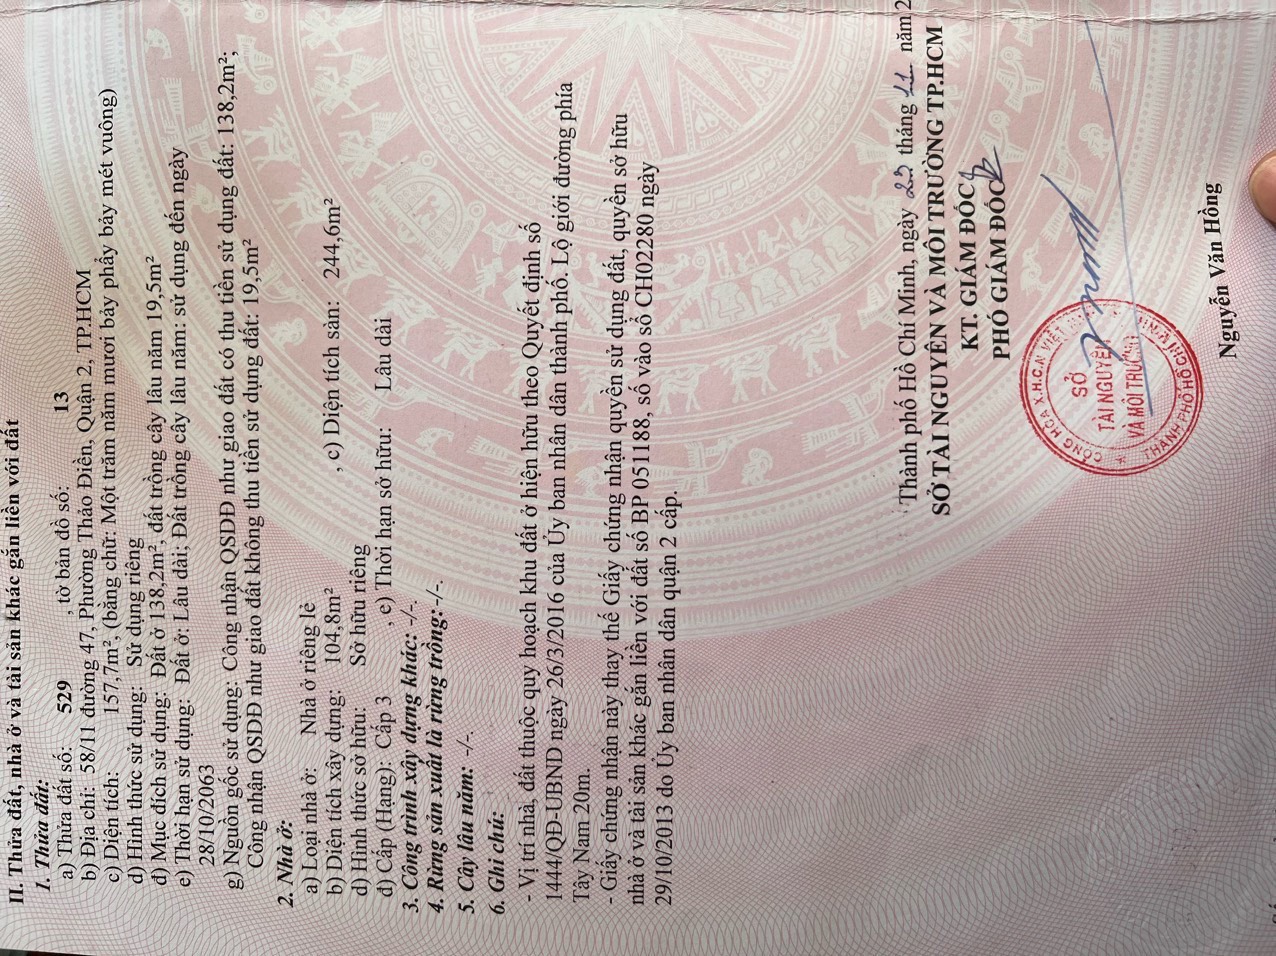 II. Thửa đất, nhà ở và tài sản khác gắn liền với đất
1. Thửa đất:
a) Thửa đất số: 529 , tờ bản đồ số: 13
b) Địa chỉ: 58/11 đường 47, Phường Thảo Điền, Quận 2, TP.HCM
c) Diện tích: 157,7m², (bằng chữ: Một trăm năm mươi bảy phẩy bảy mét vuông)
d) Hình thức sử dụng: Sử dụng riêng
đ) Mục đích sử dụng: Đất ở 138,2m², đất trồng cây lâu năm 19,5m²
e) Thời hạn sử dụng: Đất ở: Lâu dài; Đất trồng cây lâu năm: sử dụng đến ngày
28/10/2063
g) Nguồn gốc sử dụng: Công nhận QSDĐ như giao đất có thu tiền sử dụng đất: 138,2m²;
Công nhận QSDĐ như giao đất không thu tiền sử dụng đất: 19,5m²
2. Nhà ở:
a) Loại nhà ở: Nhà ở riêng lẻ
b) Diện tích xây dựng: 104,8m² , c) Diện tích sàn: 244,6m²
d) Hình thức sở hữu: Sở hữu riêng
đ) Cấp (Hạng): Cấp 3 , e) Thời hạn sở hữu: Lâu dài
3. Công trình xây dựng khác: -/-.
4. Rừng sản xuất là rừng trồng:-/-.
5. Cây lâu năm: -/-.
6. Ghi chú:
- Vị trí nhà, đất thuộc quy hoạch khu đất ở hiện hữu theo Quyết định số
1444/QĐ-UBND ngày 26/3/2016 của Ủy ban nhân dân thành phố. Lộ giới đường phía
Tây Nam 20m.
- Giấy chứng nhận này thay thế Giấy chứng nhận quyền sử dụng đất, quyền sở hữu
nhà ở và tài sản khác gắn liền với đất số BP 051188, số vào sổ CH02280 ngày
29/10/2013 do Ủy ban nhân dân quận 2 cấp.
Thành phố Hồ Chí Minh, ngày 23 tháng 11 năm 2
SỞ TÀI NGUYÊN VÀ MÔI TRƯỜNG TP.HCM
KT. GIÁM ĐỐC
PHÓ GIÁM ĐỐC
CỘNG HÒA X.H.C.N VIỆT
SỞ
TÀI NGUYÊN
VÀ MÔI TRƯỜNG
THÀNH PHỐ HỒ CHÍ MINH
Nguyễn Văn Hồng